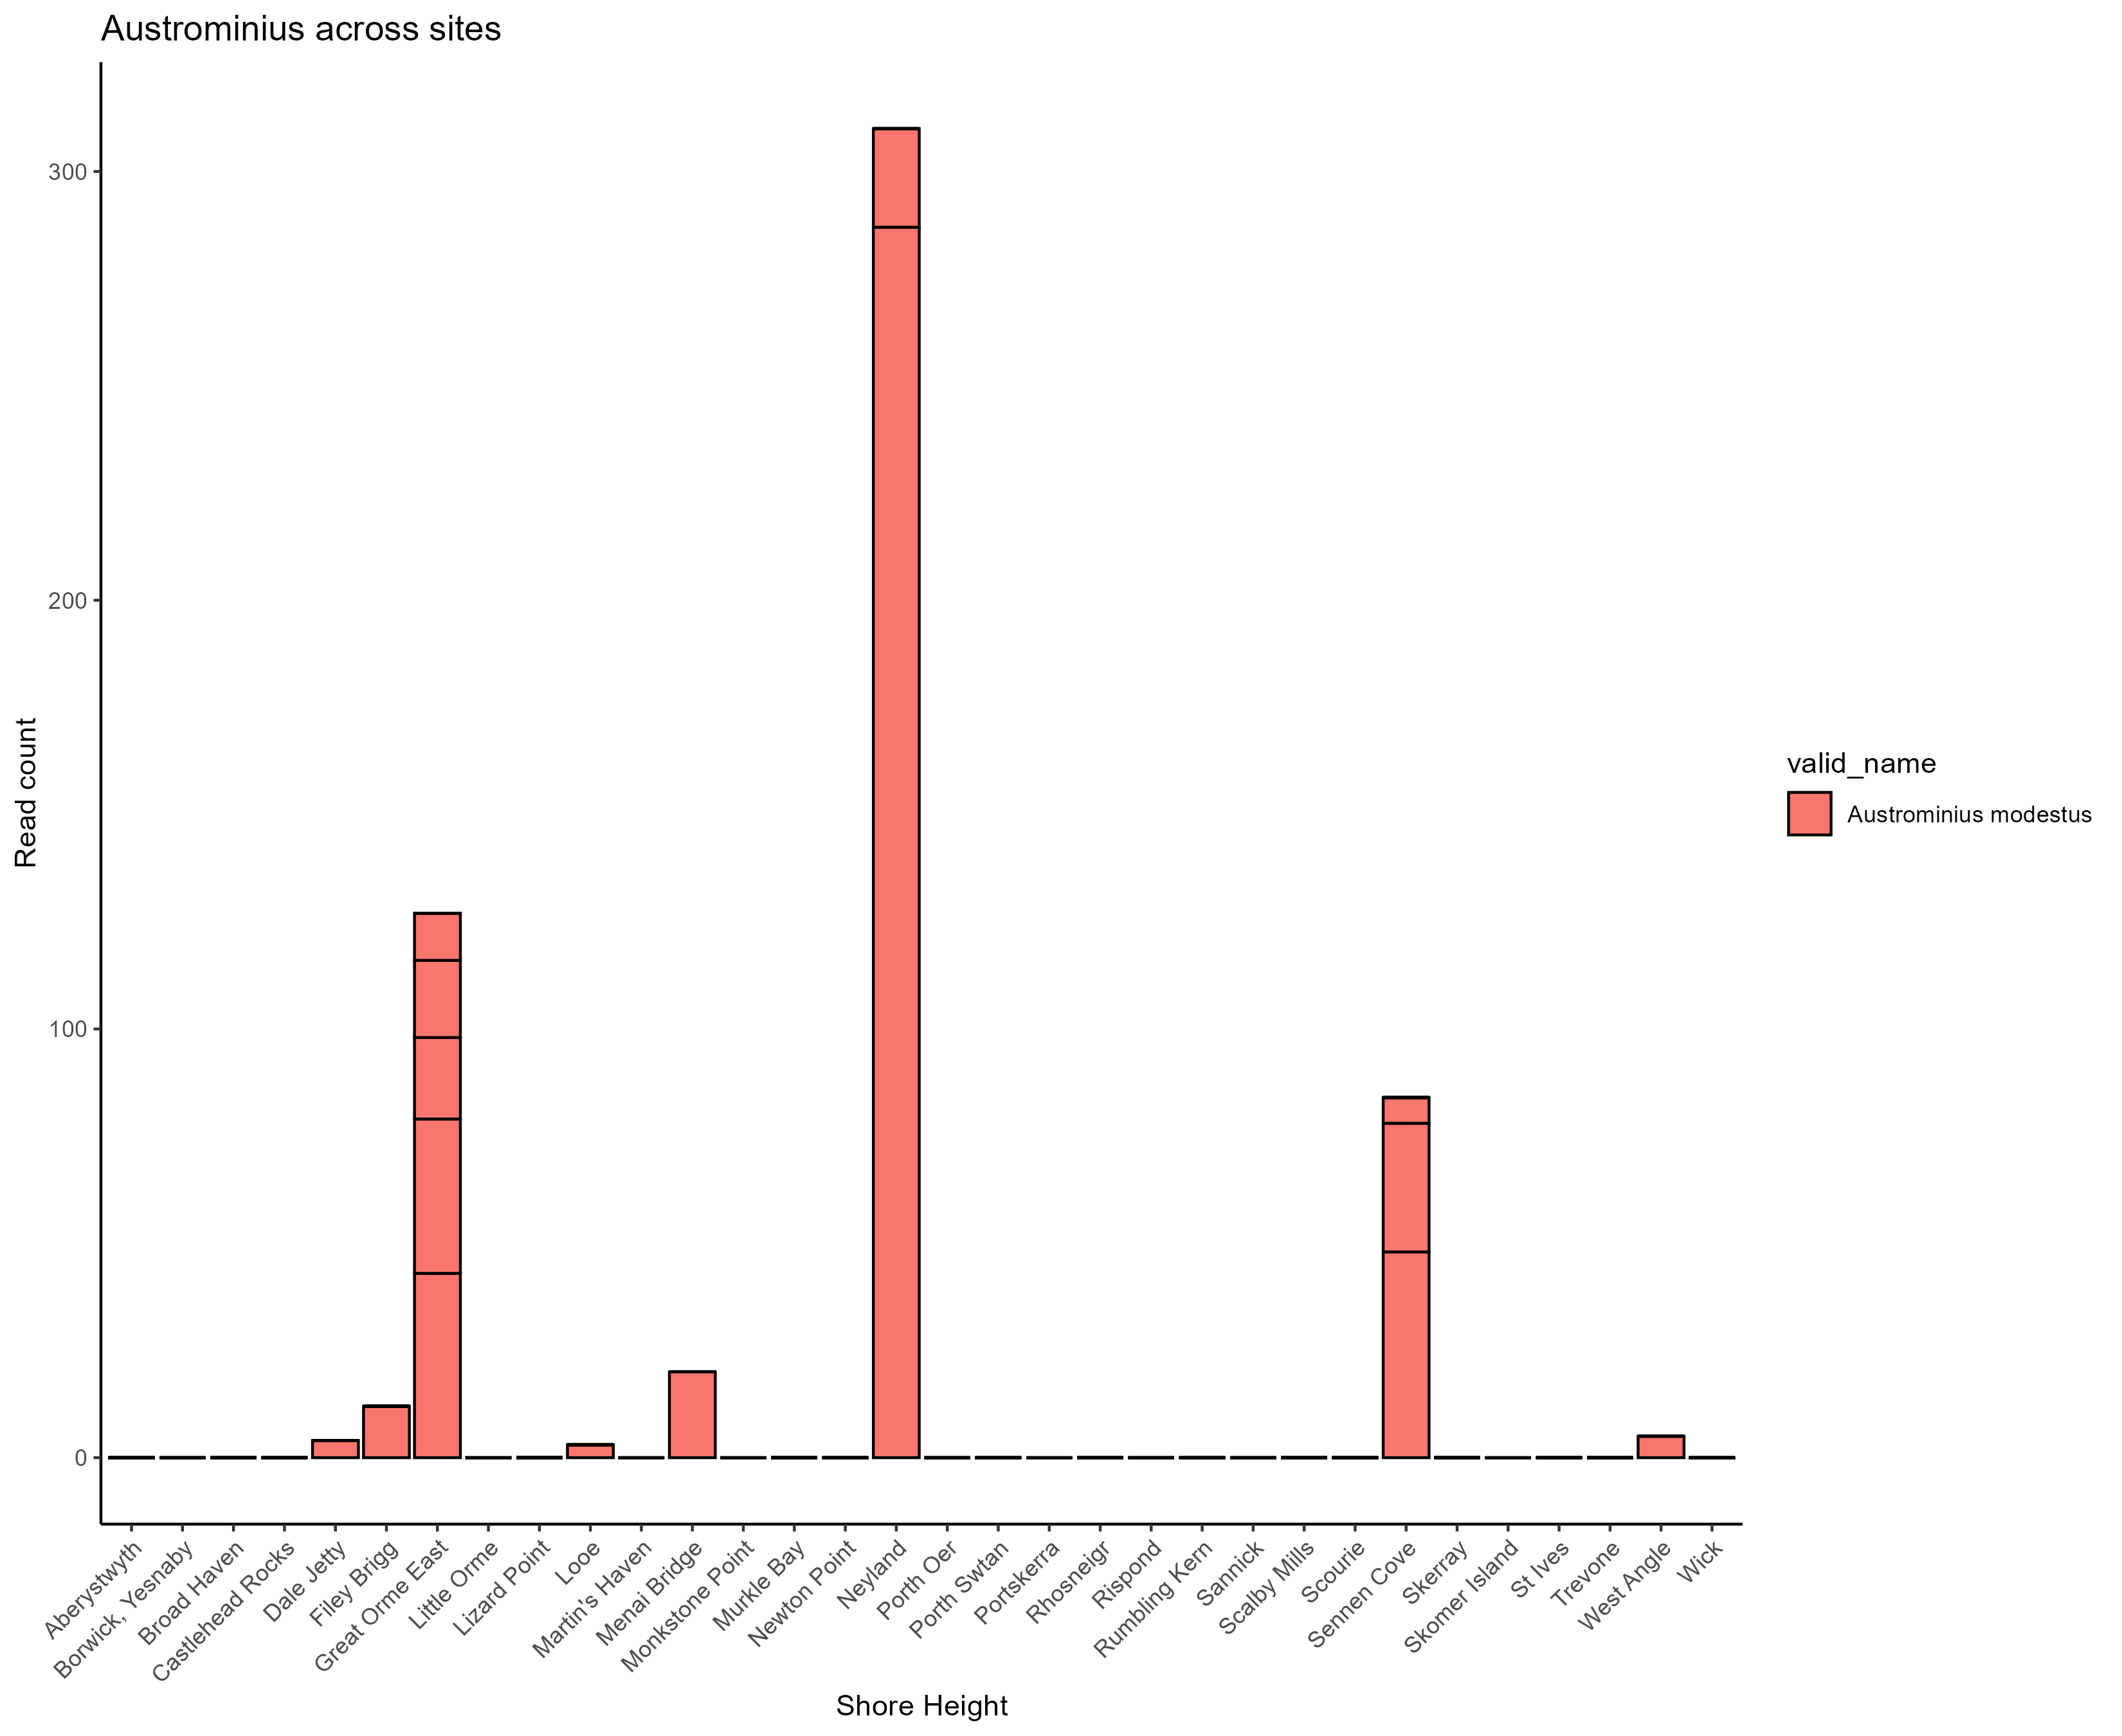 Austrominius across sites
Read count
300
200
100
0
Aberystwyth
Borwick, Yesnaby
Broad Haven
Castlehead Rocks
Dale Jetty
Filey Brigg
Great Orme East
Little Orme
Lizard Point
Looe
Martin's Haven
Menai Bridge
Monkstone Point
Murkle Bay
Newton Point
Neyland
Porth Oer
Porth Swtan
Portskerra
Rhosneigr
Rispond
Rumbling Kern
Sannick
Scalby Mills
Scourie
Sennen Cove
Skerray
Skomer Island
St Ives
Trevone
West Angle
Wick
Shore Height
valid_name
Austrominius modestus